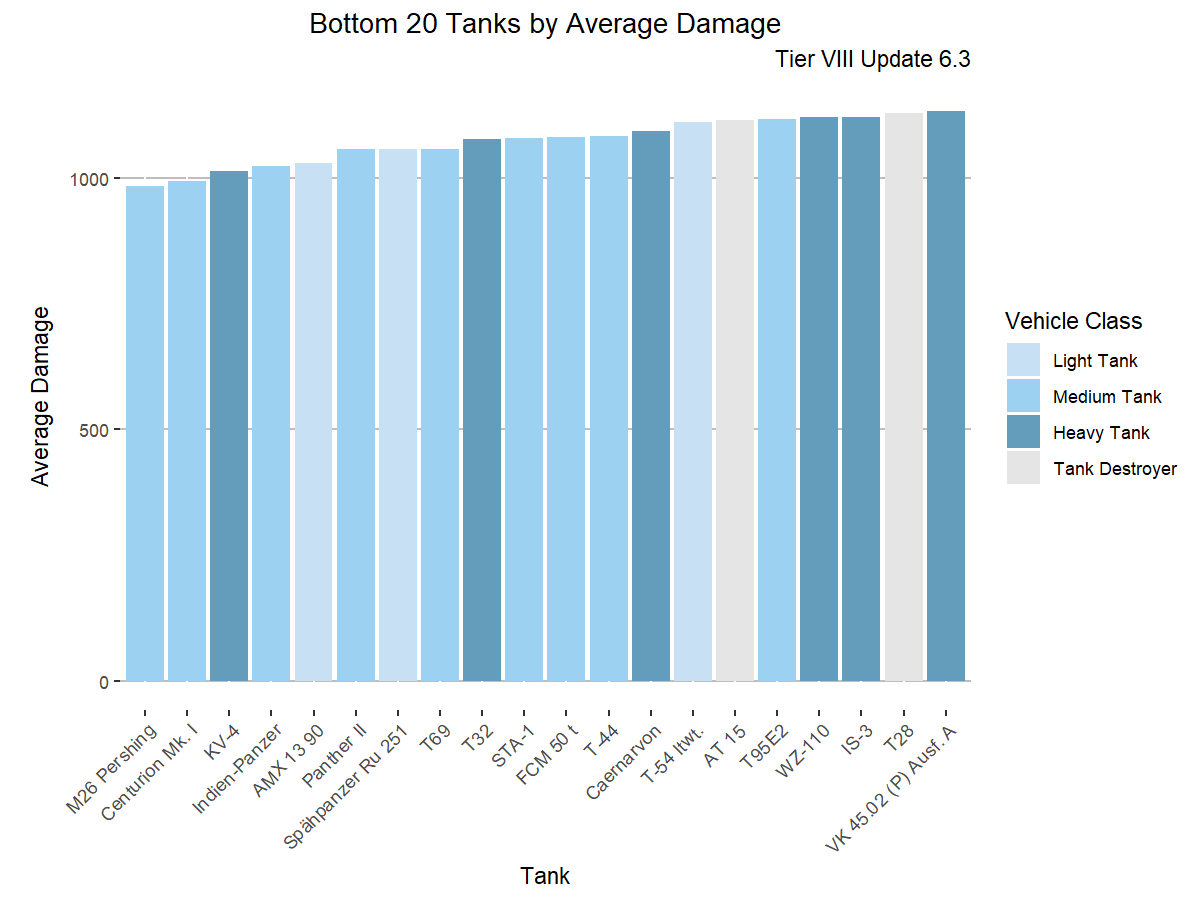 Bottom 20 Tanks by Average Damage
Tier VIII Update 6.3
Average Damage
1000
500
0
M26 Pershing
Centurion Mk. I
KV-4
Indien-Panzer
AMX 13 90
Panther II
Spähpanzer Ru 251
T69
T32
STA-1
FCM 50 t
T-44
Caernarvon
T-54 ltwt.
AT 15
T95E2
WZ-110
IS-3
T28
VK 45.02 (P) Ausf. A
Tank
Vehicle Class
Light Tank
Medium Tank
Heavy Tank
Tank Destroyer